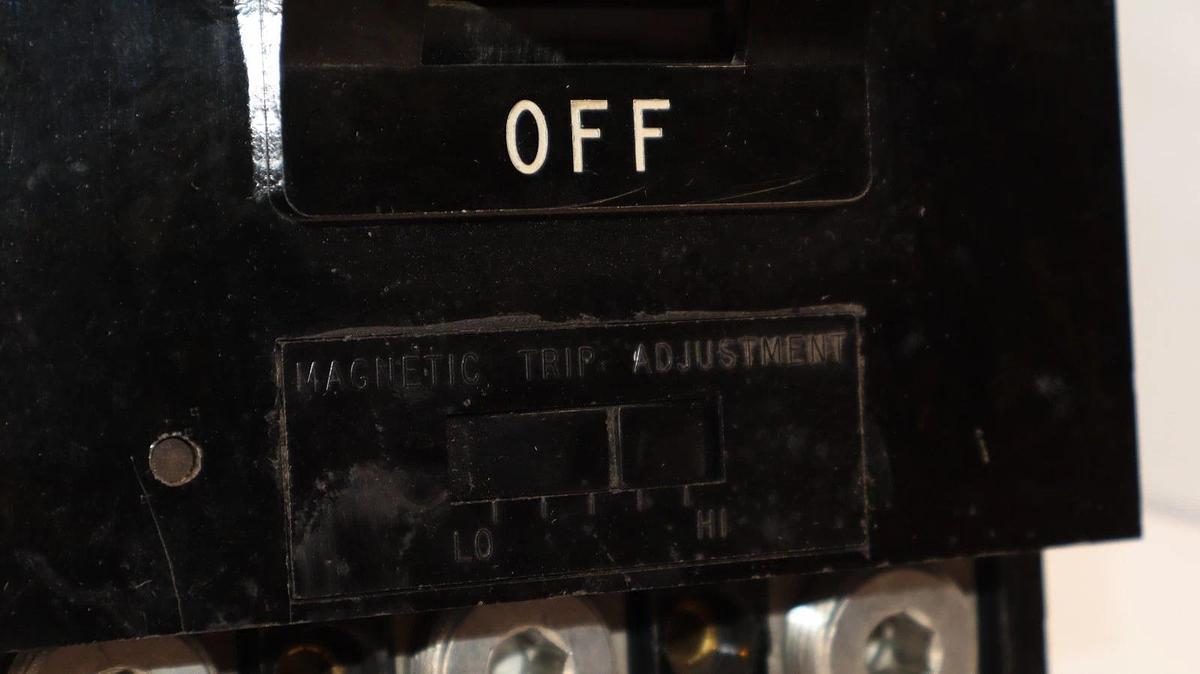 OFF
MAGNETIC TRIP ADJUSTMENT
LO HI